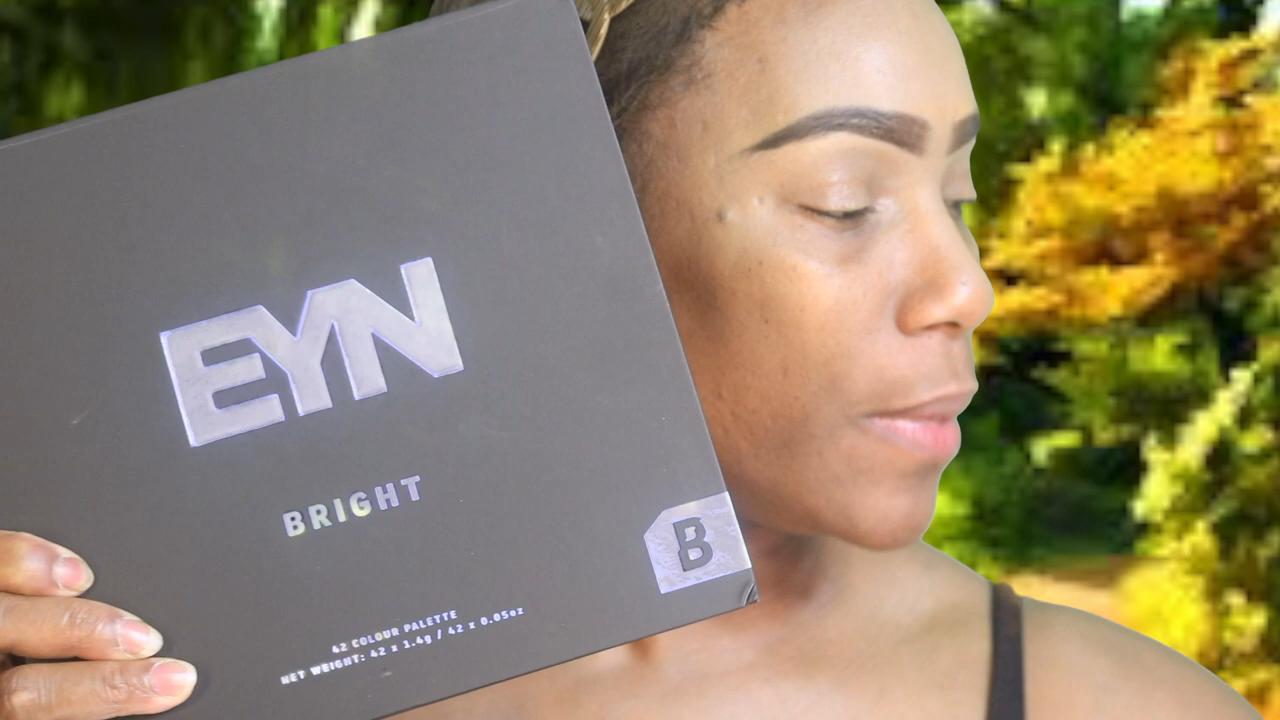 EYN
BRIGHT
B
42 COLOUR PALETTE
NET WEIGHT: 42 x 1.4g / 42 x 0.05oz